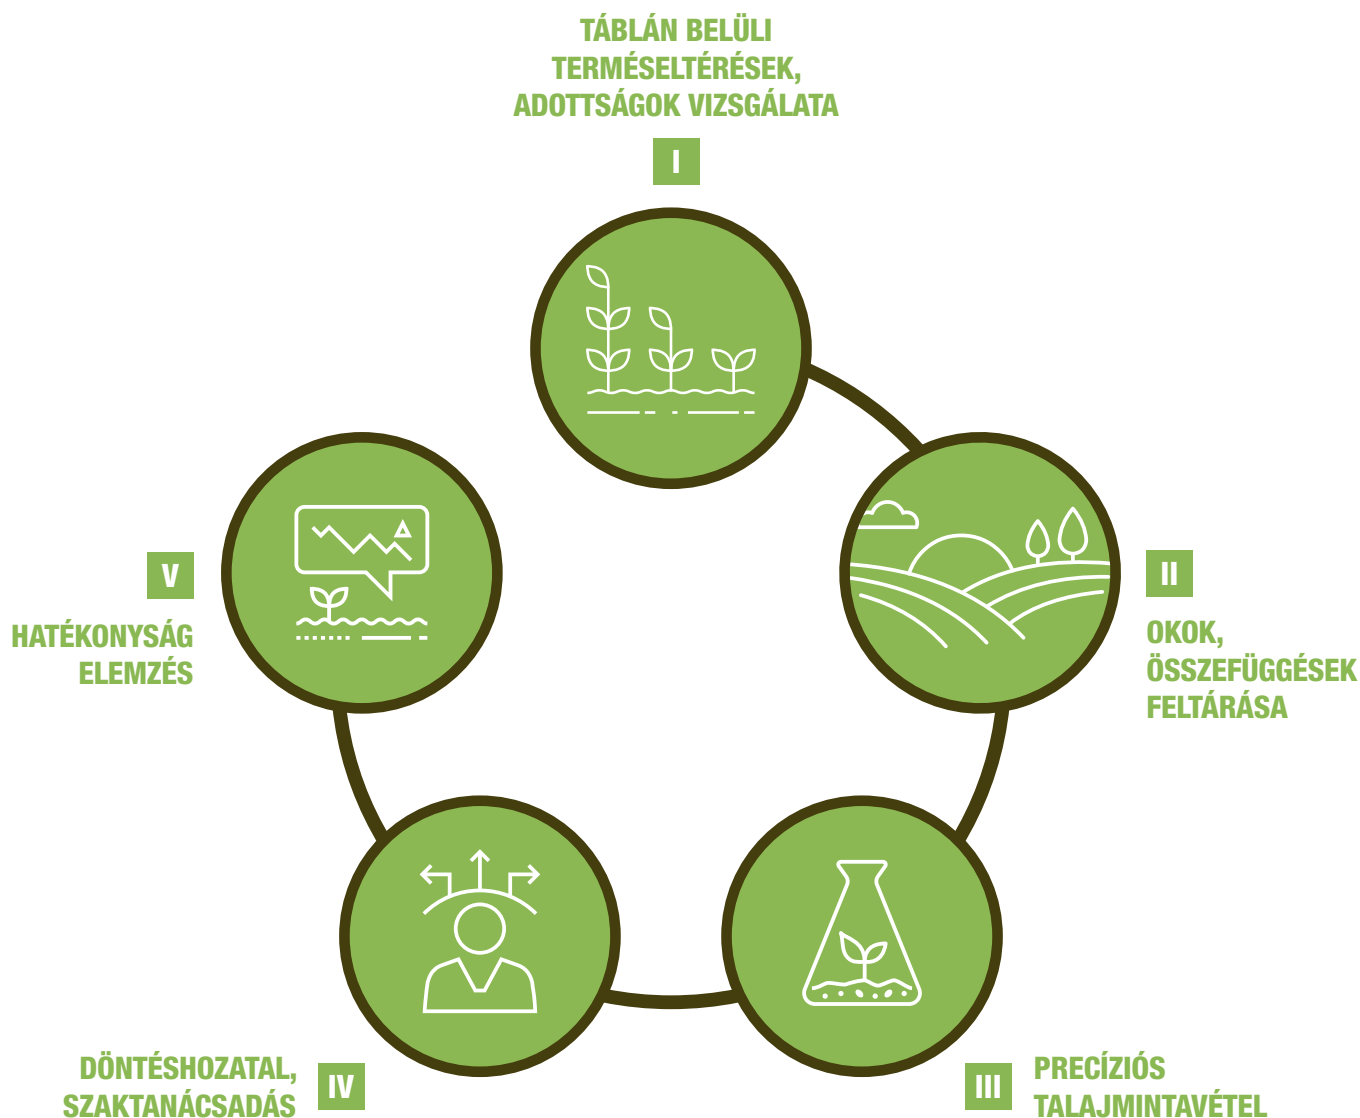 TÁBLÁN BELÜLI
TERMÉSELTÉRÉSEK,
ADOTTSÁGOK VIZSGÁLATA
I
II
OKOK,
ÖSSZEFÜGGÉSEK
FELTÁRÁSA
III
PRECÍZIÓS
TALAJMINTAVÉTEL
IV
DÖNTÉSHOZATAL,
SZAKTANÁCSADÁS
V
HATÉKONYSÁG
ELEMZÉS